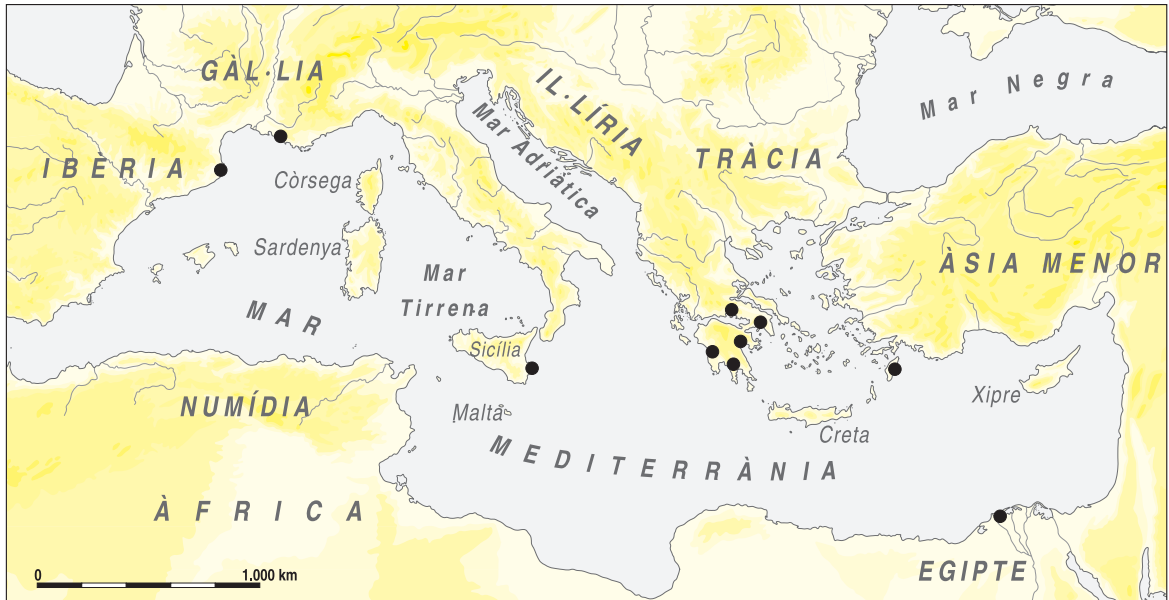 GÀL·LIA
IL·LÍRIA
Mar Negra
IBÈRIA
Còrsega
Mar Adriàtica
TRÀCIA
Sardenya
Mar
Tirrena
ÀSIA MENOR
MAR
Sicília
NUMÍDIA
Malta
Xipre
Creta
MEDITERRÀNIA
ÀFRICA
EGIPTE
0 1.000 km